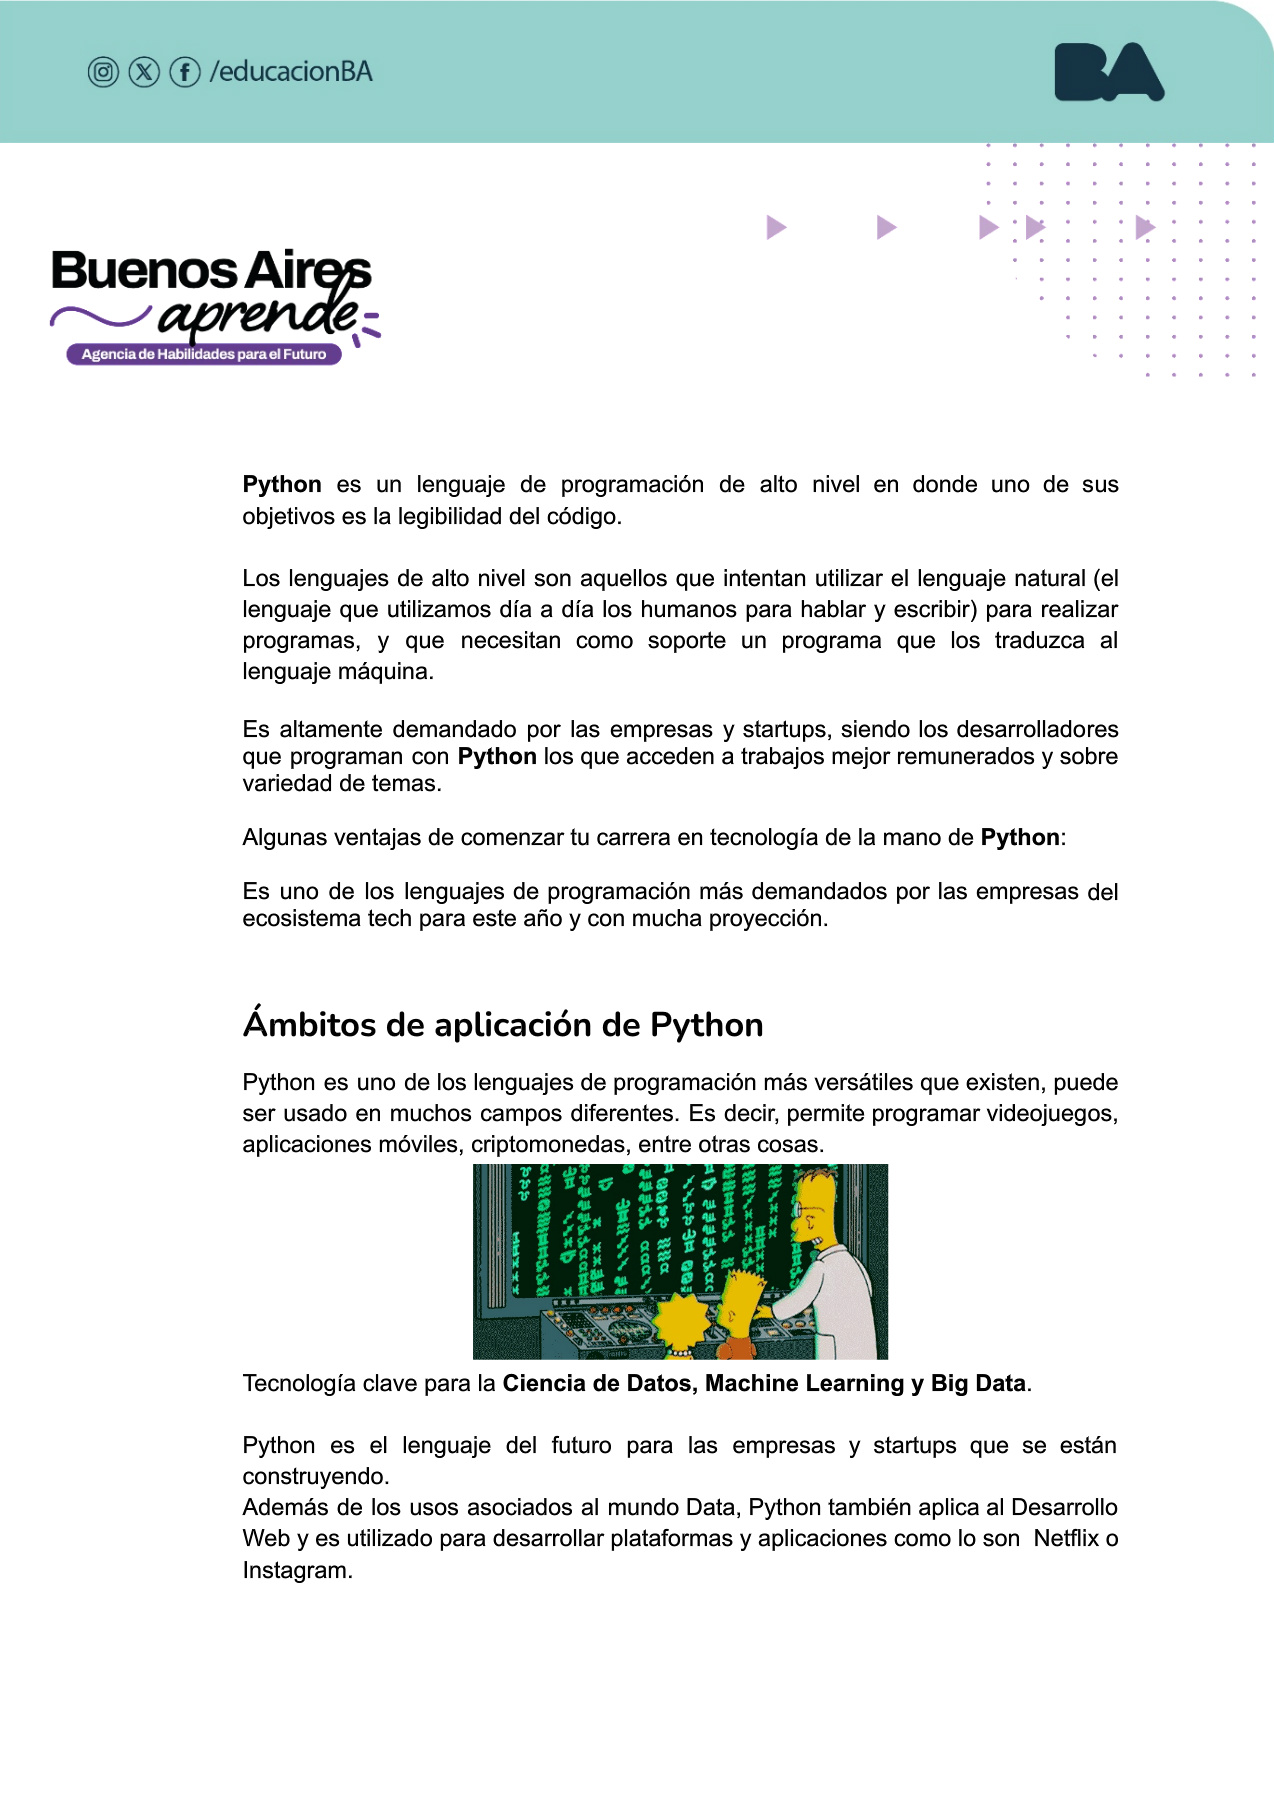 /educacionBA
BA
Buenos Aires
aprende
Agencia de Habilidades para el Futuro
Python es un lenguaje de programación de alto nivel en donde uno de sus
objetivos es la legibilidad del código.
Los lenguajes de alto nivel son aquellos que intentan utilizar el lenguaje natural (el
lenguaje que utilizamos día a día los humanos para hablar y escribir) para realizar
programas, y que necesitan como soporte un programa que los traduzca al
lenguaje máquina.
Es altamente demandado por las empresas y startups, siendo los desarrolladores
que programan con Python los que acceden a trabajos mejor remunerados y sobre
variedad de temas.
Algunas ventajas de comenzar tu carrera en tecnología de la mano de Python:
Es uno de los lenguajes de programación más demandados por las empresas del
ecosistema tech para este año y con mucha proyección.
Ámbitos de aplicación de Python
Python es uno de los lenguajes de programación más versátiles que existen, puede
ser usado en muchos campos diferentes. Es decir, permite programar videojuegos,
aplicaciones móviles, criptomonedas, entre otras cosas.
Tecnología clave para la Ciencia de Datos, Machine Learning y Big Data.
Python es el lenguaje del futuro para las empresas y startups que se están
construyendo.
Además de los usos asociados al mundo Data, Python también aplica al Desarrollo
Web y es utilizado para desarrollar plataformas y aplicaciones como lo son  Netflix o
Instagram.